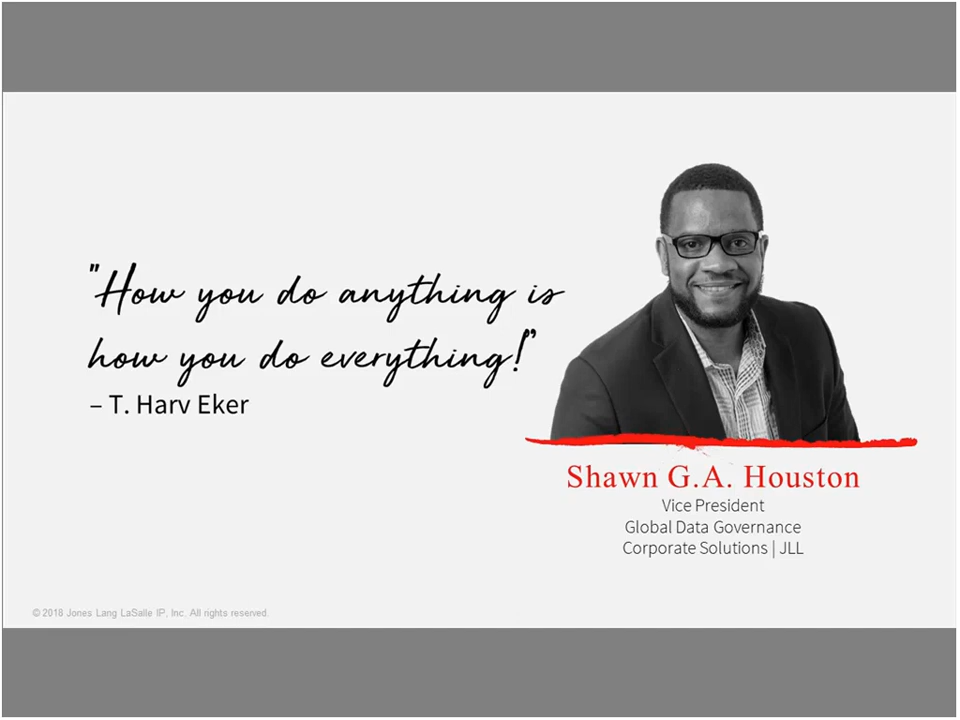 "How you do anything is
how you do everything!"
– T. Harv Eker
Shawn G.A. Houston
Vice President
Global Data Governance
Corporate Solutions | JLL
© 2018 Jones Lang LaSalle IP, Inc. All rights reserved.